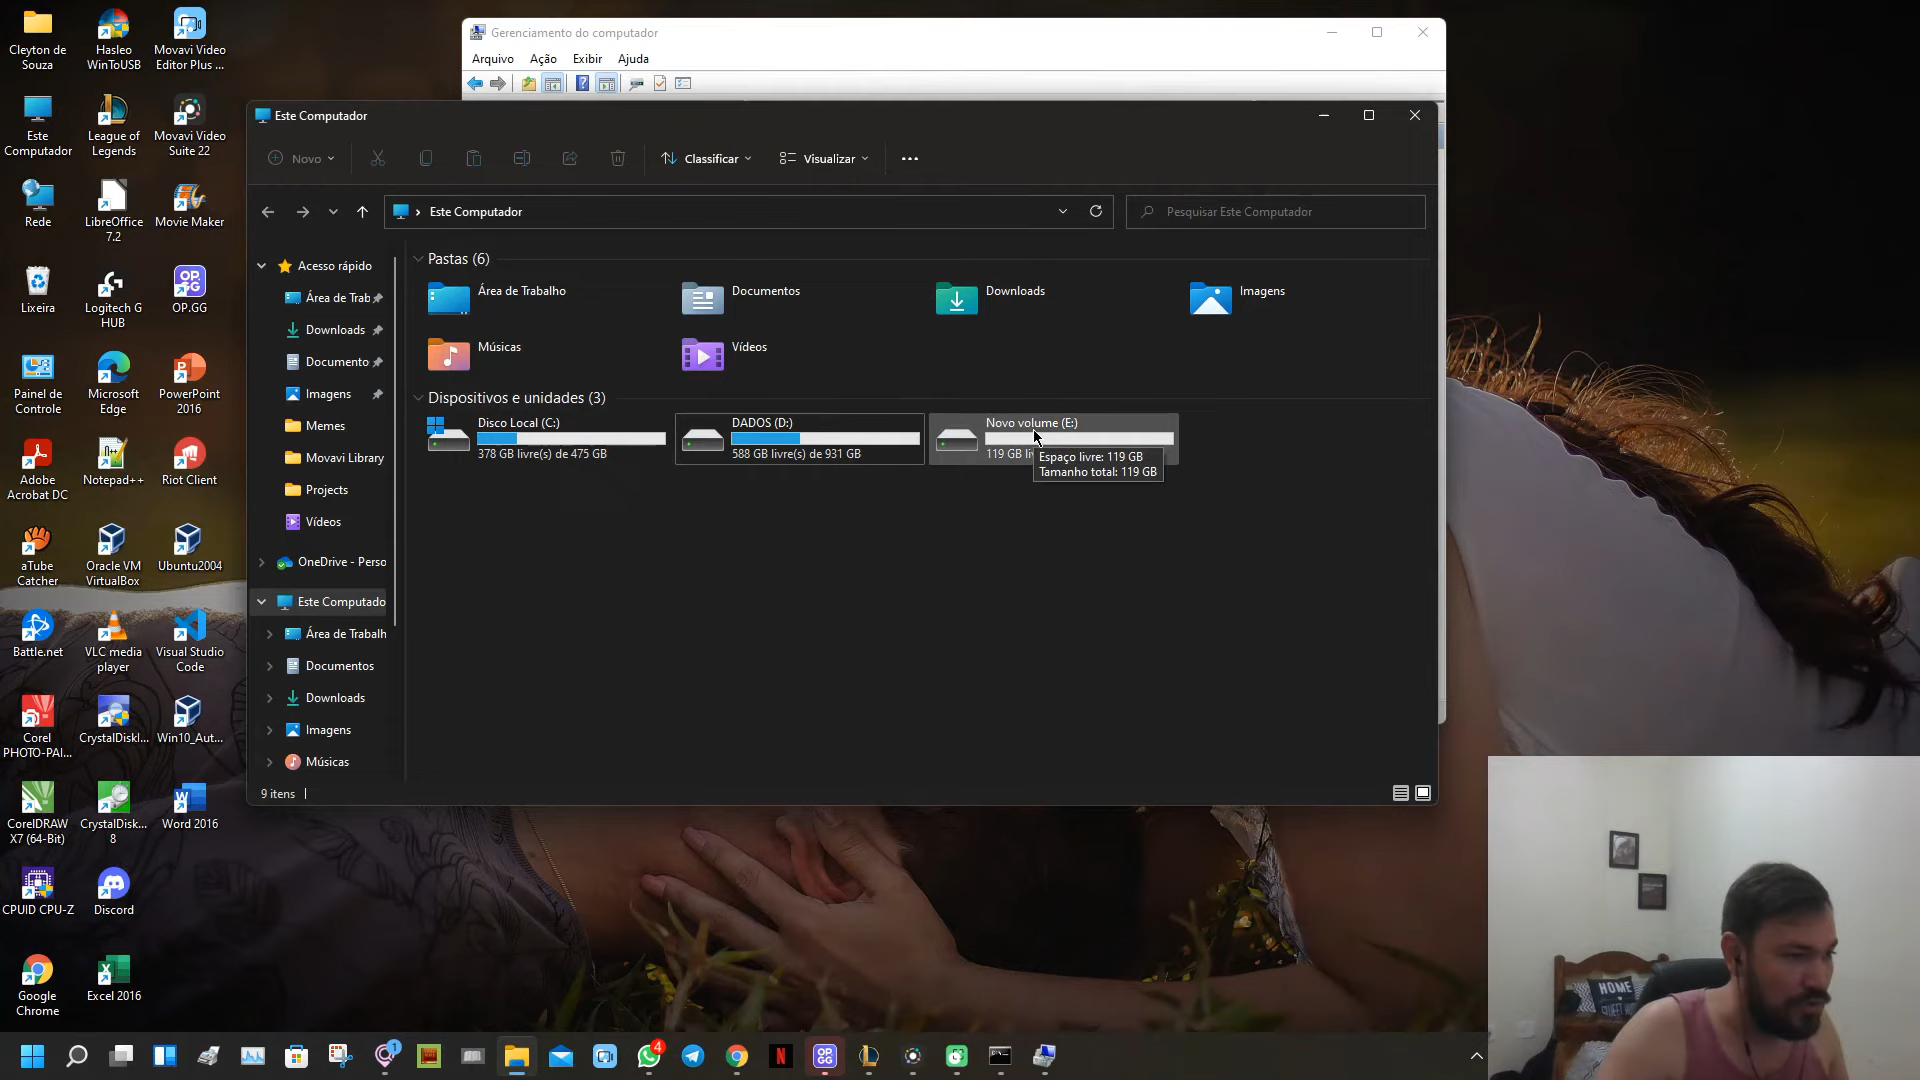 Cleyton de
Souza
Hasleo
WinToUSB
Movavi Video
Editor Plus ...
Este
Computador
League of
Legends
Movavi Video
Suite 22
Rede
LibreOffice
7.2
Movie Maker
Lixeira
Logitech G
HUB
OP.GG
Painel de
Controle
Microsoft
Edge
PowerPoint
2016
Adobe
Acrobat DC
Notepad++
Riot Client
aTube
Catcher
Oracle VM
VirtualBox
Ubuntu2004
Battle.net
VLC media
player
Visual Studio
Code
Corel
PHOTO-PAI...
CrystalDiskI...
Win10_Aut...
CorelDRAW
X7 (64-Bit)
CrystalDisk...
8
Word 2016
CPUID CPU-Z
Discord
Google
Chrome
Excel 2016
Gerenciamento do computador
Arquivo
Ação
Exibir
Ajuda
Este Computador
Novo
Classificar
Visualizar
Este Computador
Pesquisar Este Computador
Acesso rápido
Área de Trab
Downloads
Documento
Imagens
Memes
Movavi Library
Projects
Vídeos
OneDrive - Perso
Este Computado
Área de Trabalh
Documentos
Downloads
Imagens
Músicas
Pastas (6)
Área de Trabalho
Documentos
Downloads
Imagens
Músicas
Vídeos
Dispositivos e unidades (3)
Disco Local (C:)
378 GB livre(s) de 475 GB
DADOS (D:)
588 GB livre(s) de 931 GB
Novo volume (E:)
119 GB li
Espaço livre: 119 GB
Tamanho total: 119 GB
9 itens
HOME
SWEET
1
4
OP.
GG